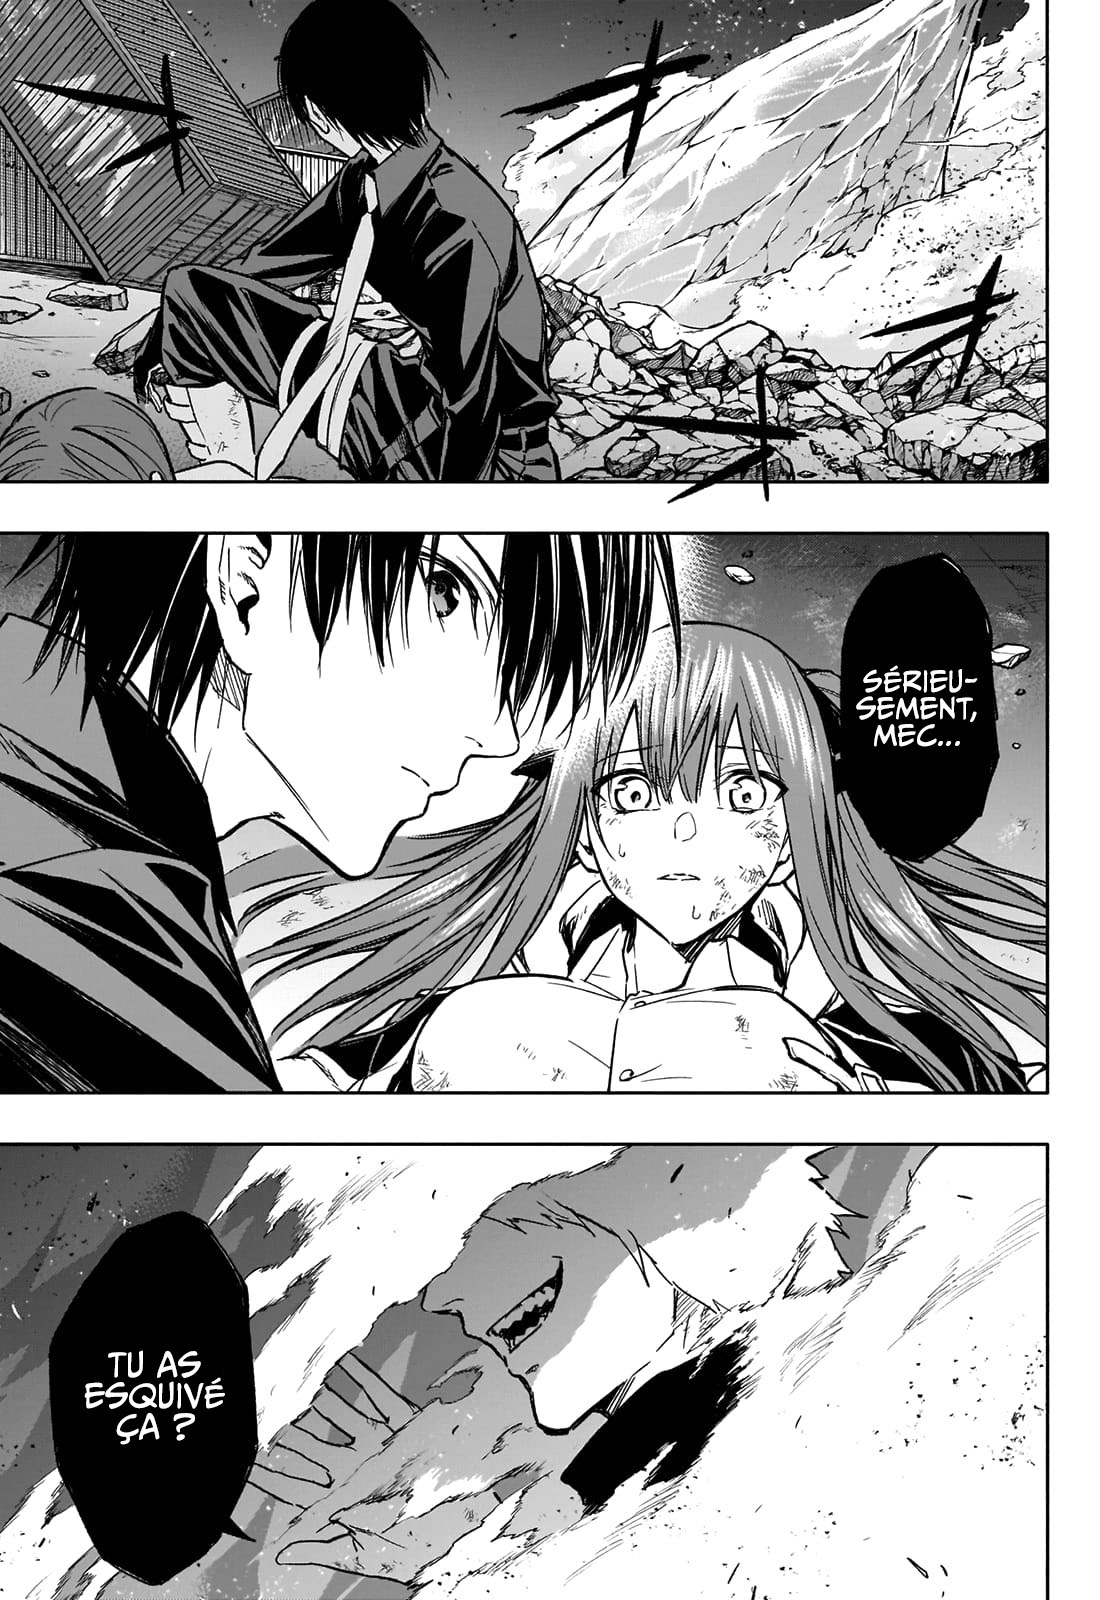 SÉRIEU-
SEMENT,
MEC...
TU AS
ESQUIVÉ
ÇA ?